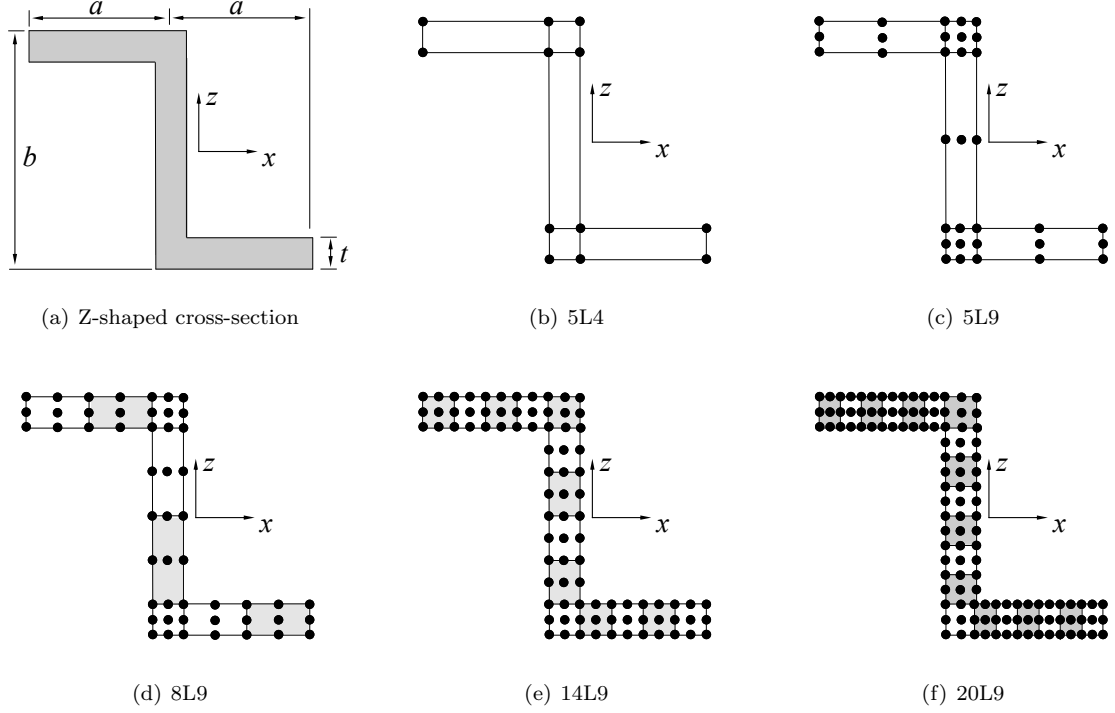 a a
z
x
b
t
z
x
z
x
(a) Z-shaped cross-section
(b) 5L4
(c) 5L9
z
x
z
x
z
x
(d) 8L9
(e) 14L9
(f) 20L9